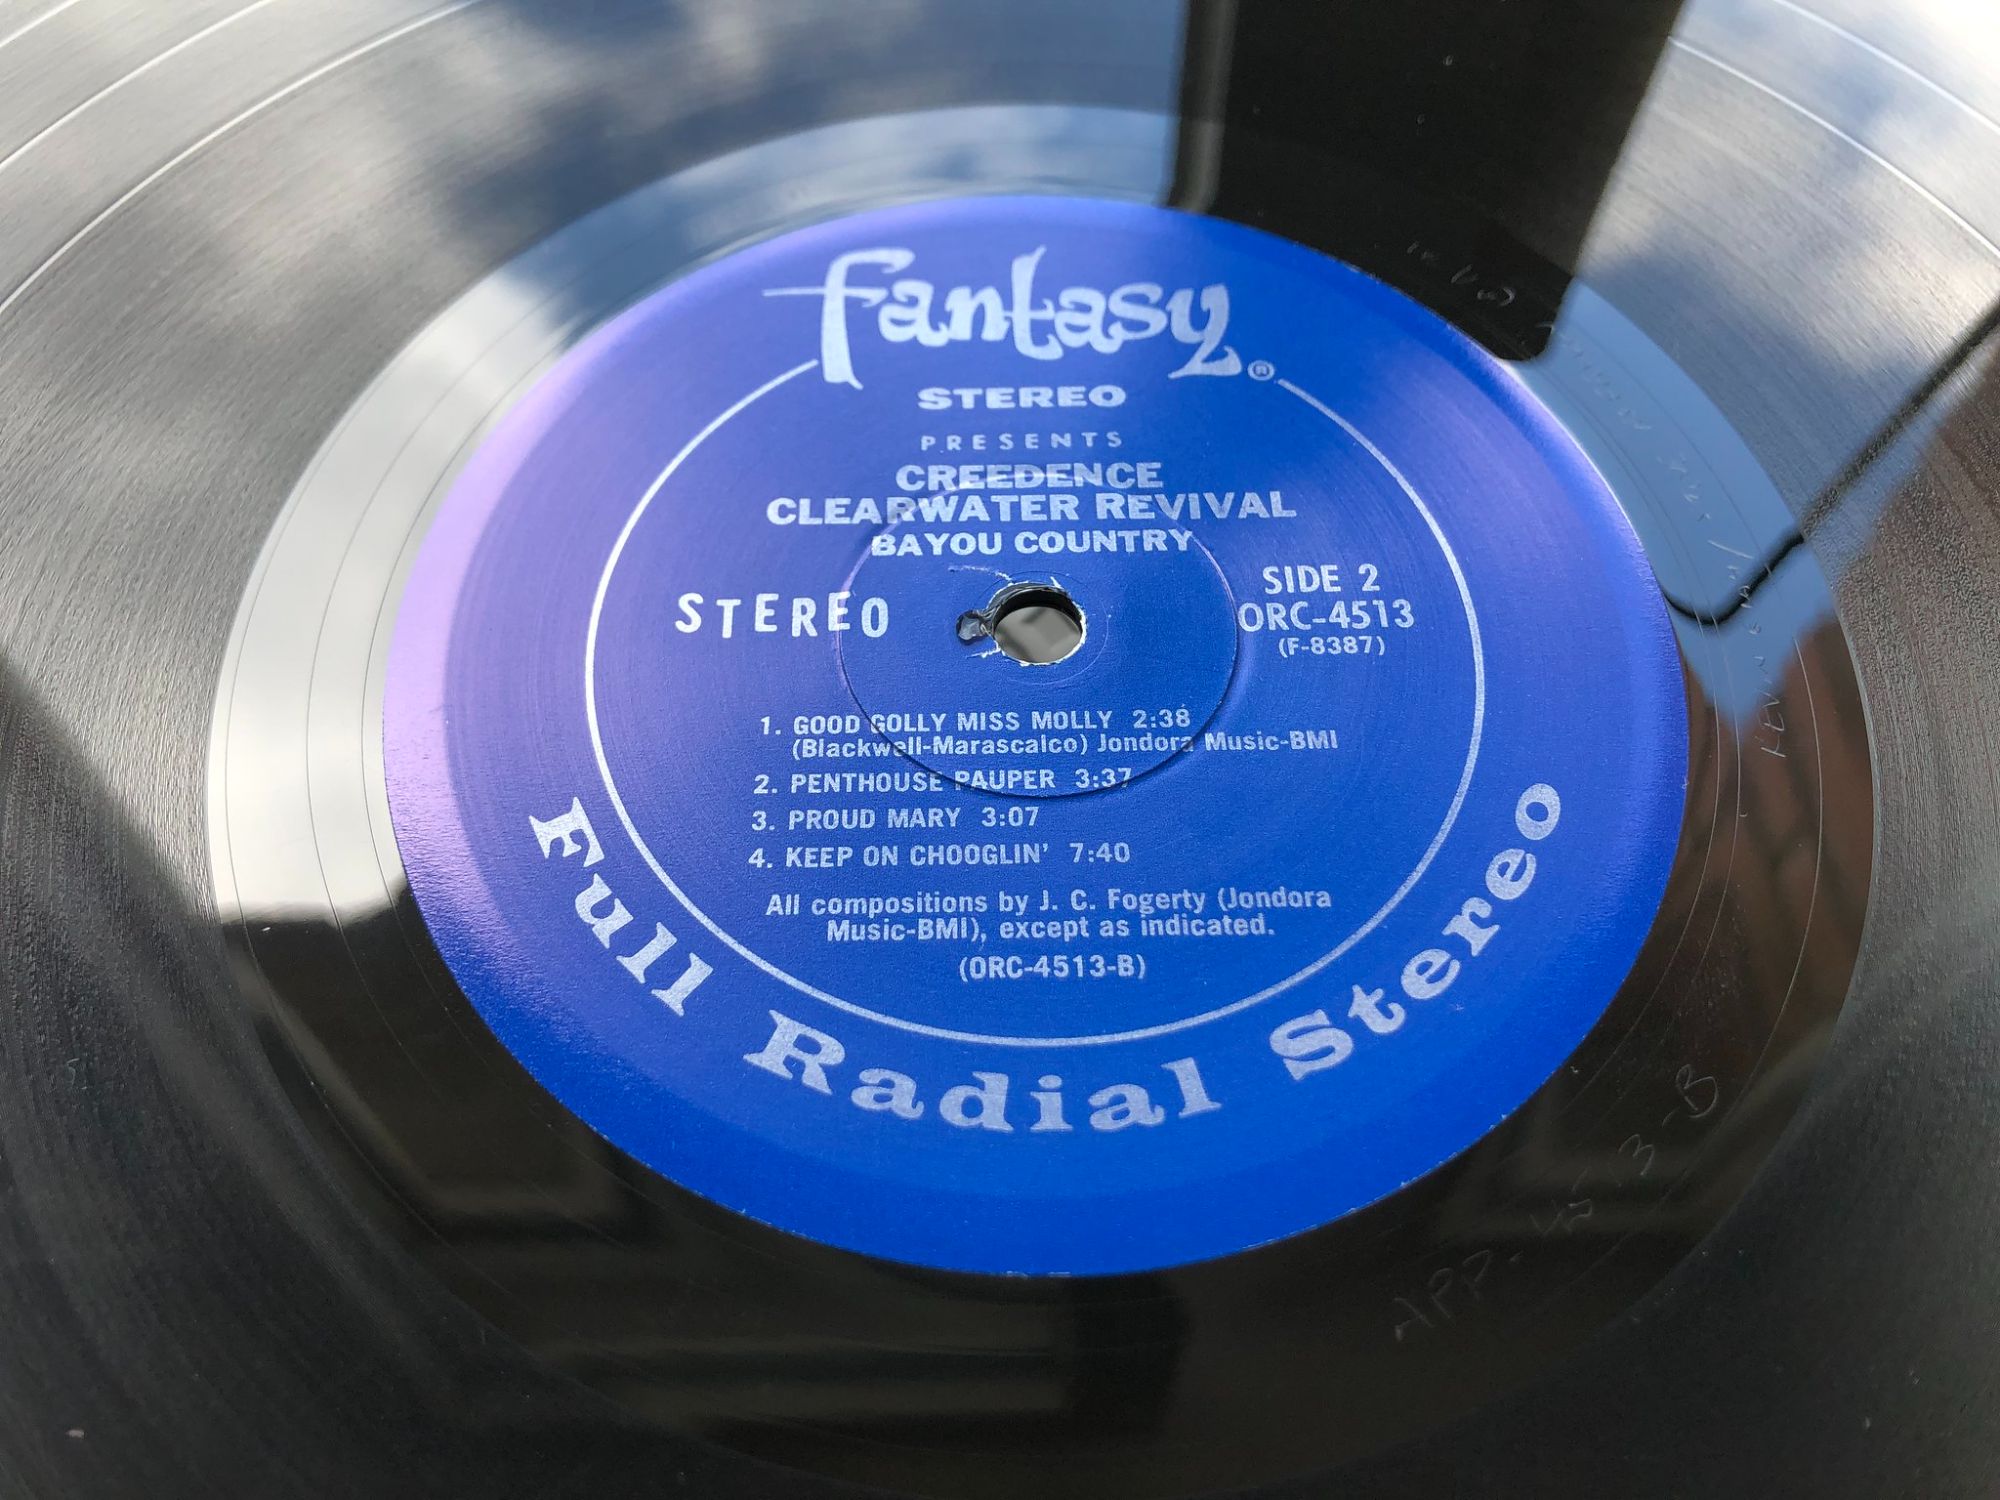 fantasy®
STEREO
PRESENTS
CREEDENCE
CLEARWATER REVIVAL
BAYOU COUNTRY
STEREO
SIDE 2
ORC-4513
(F-8387)
1. GOOD GOLLY MISS MOLLY 2:38
(Blackwell-Marascalco) Jondora Music-BMI
2. PENTHOUSE PAUPER 3:37
3. PROUD MARY 3:07
4. KEEP ON CHOOGLIN' 7:40
All compositions by J. C. Fogerty (Jondora
Music-BMI), except as indicated.
(ORC-4513-B)
Full Radial Stereo
APP-4513-B